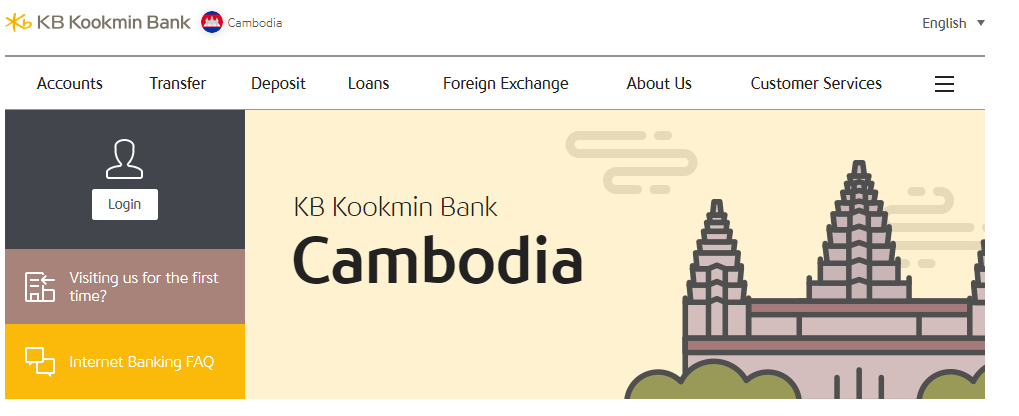 KB Kookmin Bank Cambodia English
Accounts Transfer Deposit Loans Foreign Exchange About Us Customer Services
Login
Visiting us for the first
time?
Internet Banking FAQ
KB Kookmin Bank
Cambodia